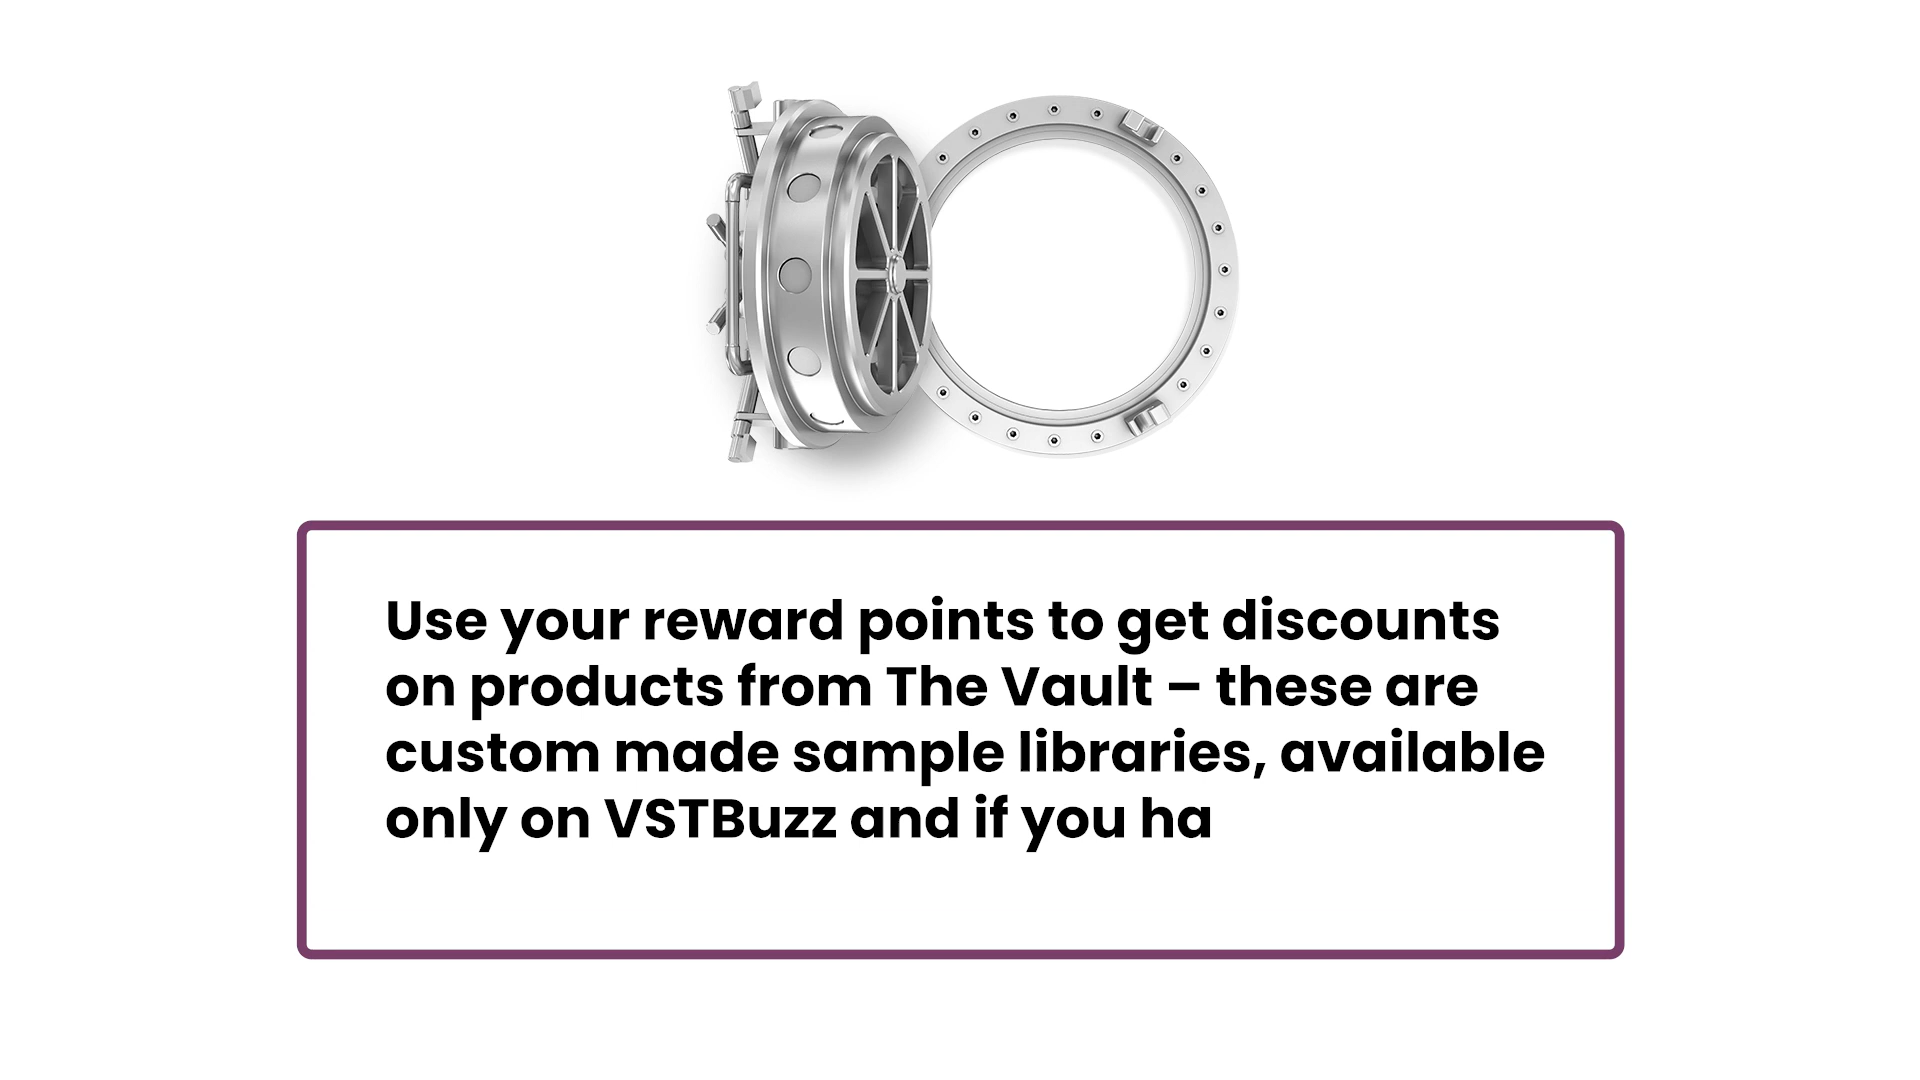 Use your reward points to get discounts
on products from The Vault – these are
custom made sample libraries, available
only on VSTBuzz and if you ha